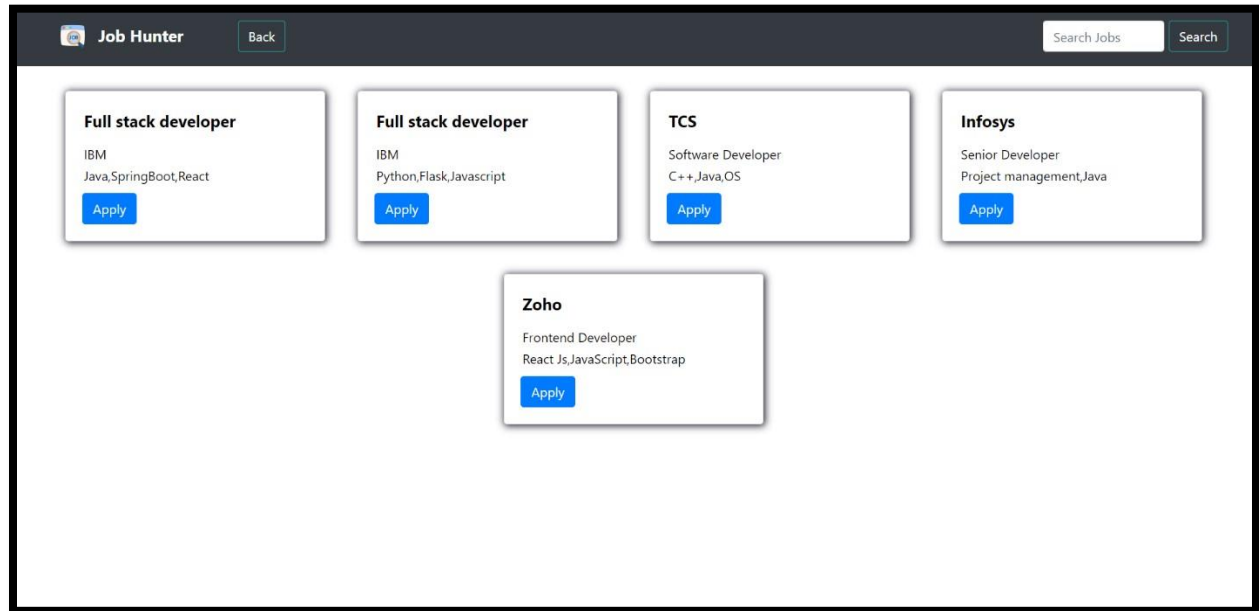 JOB Job Hunter Back Search Jobs Search
Full stack developer
IBM
Java,SpringBoot,React
Apply
Full stack developer
IBM
Python,Flask,Javascript
Apply
TCS
Software Developer
C++,Java,OS
Apply
Infosys
Senior Developer
Project management,Java
Apply
Zoho
Frontend Developer
React Js,JavaScript,Bootstrap
Apply